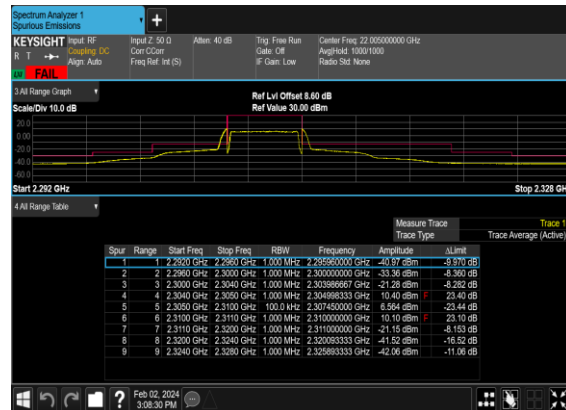 Spectrum Analyzer 1
Spurious Emissions
KEYSIGHT Input: RF Input Z: 50 Ω Atten: 40 dB Trig: Free Run Center Freq: 22.005000000 GHz
R T Coupling: DC Corr CCorr Gate: Off Avg|Hold: 1000/1000
Align: Auto Freq Ref: Int (S) IF Gain: Low Radio Std: None
FAIL
3 All Range Graph Ref Lvl Offset 8.60 dB
Scale/Div 10.0 dB Ref Value 30.00 dBm
20.0
0.00
-20.0
-40.0
-60.0
Start 2.292 GHz Stop 2.328 GH
4 All Range Table
Measure Trace Trace 1
Trace Type Trace Average (Active)
Spur Range Start Freq Stop Freq RBW Frequency Amplitude ΔLimit
1 1 2.2920 GHz 2.2960 GHz 1.000 MHz 2.295960000 GHz -40.97 dBm -9.970 dB
2 2 2.2960 GHz 2.3000 GHz 1.000 MHz 2.300000000 GHz -33.36 dBm -8.360 dB
3 3 2.3000 GHz 2.3040 GHz 1.000 MHz 2.303986667 GHz -21.28 dBm -8.282 dB
4 4 2.3040 GHz 2.3050 GHz 1.000 MHz 2.304998333 GHz 10.40 dBm F 23.40 dB
5 5 2.3050 GHz 2.3100 GHz 100.0 kHz 2.307450000 GHz 6.564 dBm -23.44 dB
6 6 2.3100 GHz 2.3110 GHz 1.000 MHz 2.310000000 GHz 10.10 dBm F 23.10 dB
7 7 2.3110 GHz 2.3200 GHz 1.000 MHz 2.311000000 GHz -21.15 dBm -8.153 dB
8 8 2.3200 GHz 2.3240 GHz 1.000 MHz 2.320093333 GHz -41.52 dBm -16.52 dB
9 9 2.3240 GHz 2.3280 GHz 1.000 MHz 2.325893333 GHz -42.06 dBm -11.06 dB
? Feb 02, 2024
3:08:30 PM